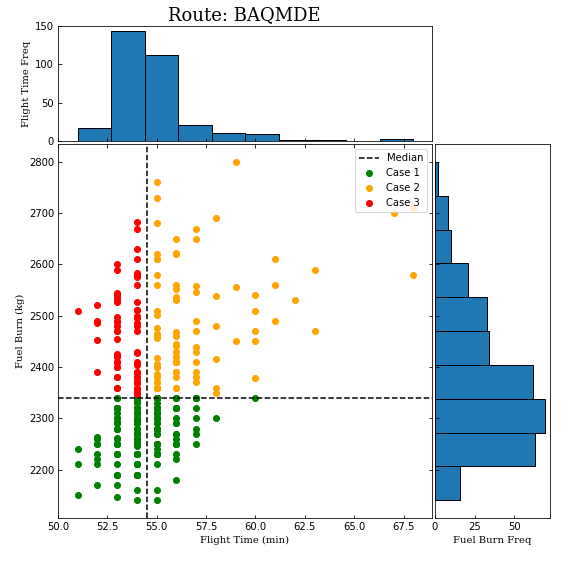 Route: BAQMDE
150
100
50
0
Flight Time Freq
2800
2700
2600
2500
2400
2300
2200
Fuel Burn (kg)
Median
Case 1
Case 2
Case 3
50.0 52.5 55.0 57.5 60.0 62.5 65.0 67.5
Flight Time (min)
0 25 50
Fuel Burn Freq